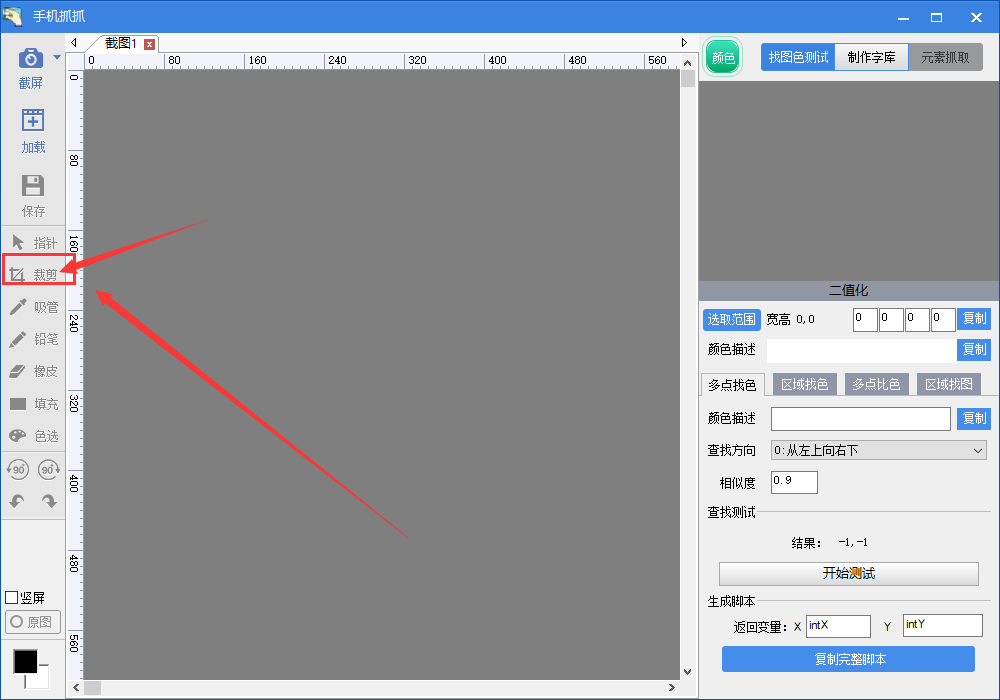 手机抓抓
截图1
截屏
加载
保存
指针
裁剪
吸管
铅笔
橡皮
填充
色选
90 90
竖屏
原图
0 80 160 240 320 400 480 560
0
80
160
240
320
400
480
560
颜色 找图色测试 制作字库 元素抓取
二值化
选取范围 宽高 0,0 0 0 0 0 复制
颜色描述 复制
多点找色 区域找色 多点比色 区域找图
颜色描述 复制
查找方向 0:从左上向右下
相似度 0.9
查找测试
结果: -1,-1
开始测试
生成脚本
返回变量: X intX Y intY
复制完整脚本